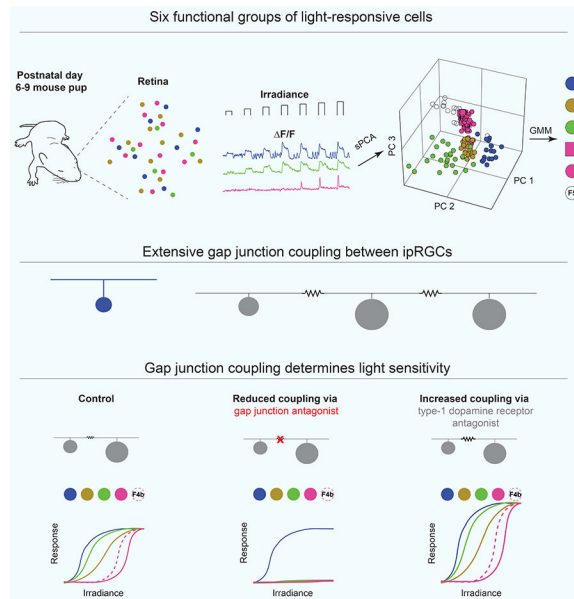 Six functional groups of light-responsive cells
Postnatal day
6-9 mouse pup
Retina
Irradiance
ΔF/F
sPCA
PC 3
PC 2
PC 1
GMM
Extensive gap junction coupling between ipRGCs
Gap junction coupling determines light sensitivity
Control
Reduced coupling via
gap junction antagonist
Increased coupling via
type-1 dopamine receptor
antagonist
F4b
F4b
Response
Irradiance
Response
Irradiance
Response
Irradiance